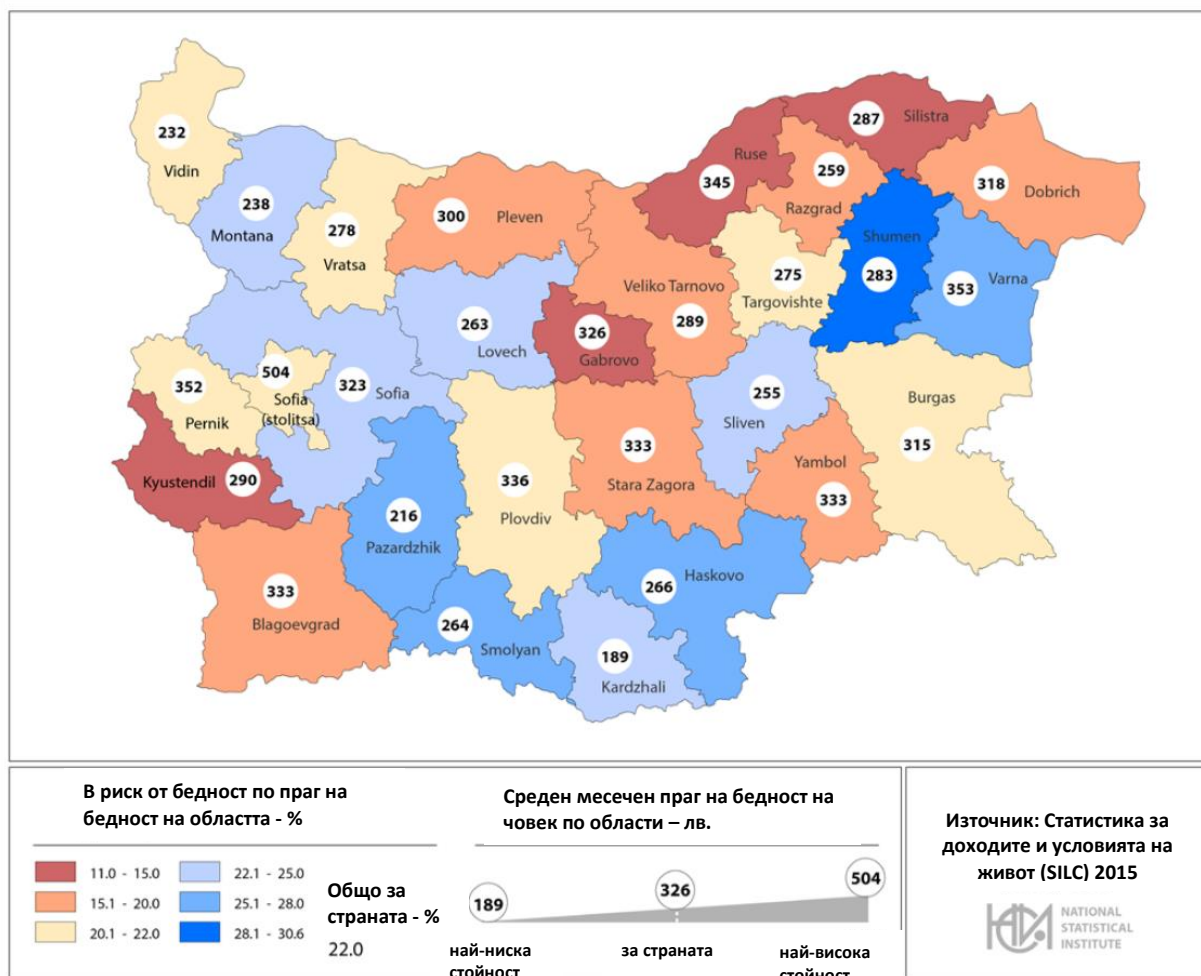 287
Silistra
232
Vidin
Ruse
345
259
Razgrad
318
Dobrich
238
Montana
300
Pleven
278
Vratsa
Shumen
283
275
Targovishte
353
Varna
Veliko Tarnovo
289
263
Lovech
326
Gabrovo
504
Sofia
(stolitsa)
323
Sofia
352
Pernik
255
Sliven
Burgas
315
333
Stara Zagora
Yambol
333
Kyustendil
290
336
Plovdiv
216
Pazardzhik
Haskovo
266
333
Blagoevgrad
264
Smolyan
189
Kardzhali
В риск от бедност по праг на
бедност на областта - %
11.0 - 15.0
15.1 - 20.0
20.1 - 22.0
22.1 - 25.0
25.1 - 28.0
28.1 - 30.6
Общо за
страната - %
22.0
Среден месечен праг на бедност на
човек по области – лв.
189
326
504
най-ниска
стойност
за страната
най-висока
стойност
Източник: Статистика за
доходите и условията на
живот (SILC) 2015
НСИ
NATIONAL
STATISTICAL
INSTITUTE